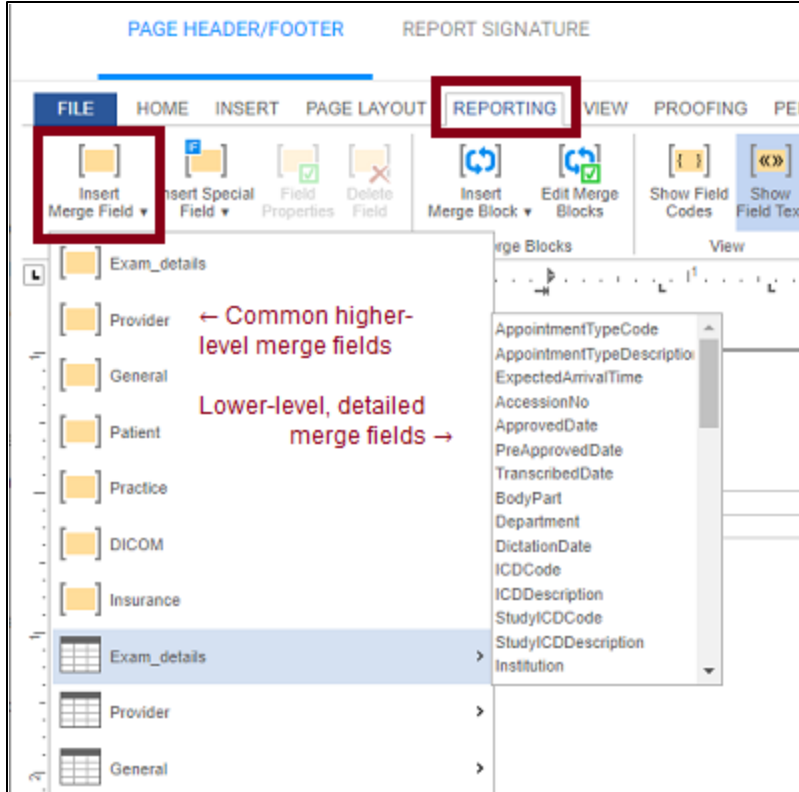 PAGE HEADER/FOOTER REPORT SIGNATURE
FILE HOME INSERT PAGE LAYOUT REPORTING VIEW PROOFING
Insert
Merge Field
Special
Field
Field
Properties
Delete
Field
Insert
Merge Block
Edit Merge
Blocks
Show Field
Codes
Show
Field
Blocks View
L 1
Exam_details
Provider
General
Patient
Practice
DICOM
Insurance
Exam_details
Provider
General
← Common higher-
level merge fields
Lower-level, detailed
merge fields →
AppointmentTypeCode
AppointmentTypeDescriptio
ExpectedArrivalTime
AccessionNo
ApprovedDate
PreApprovedDate
TranscribedDate
BodyPart
Department
DictationDate
ICDCode
ICDDescription
StudyICDCode
StudyICDDescription
Institution